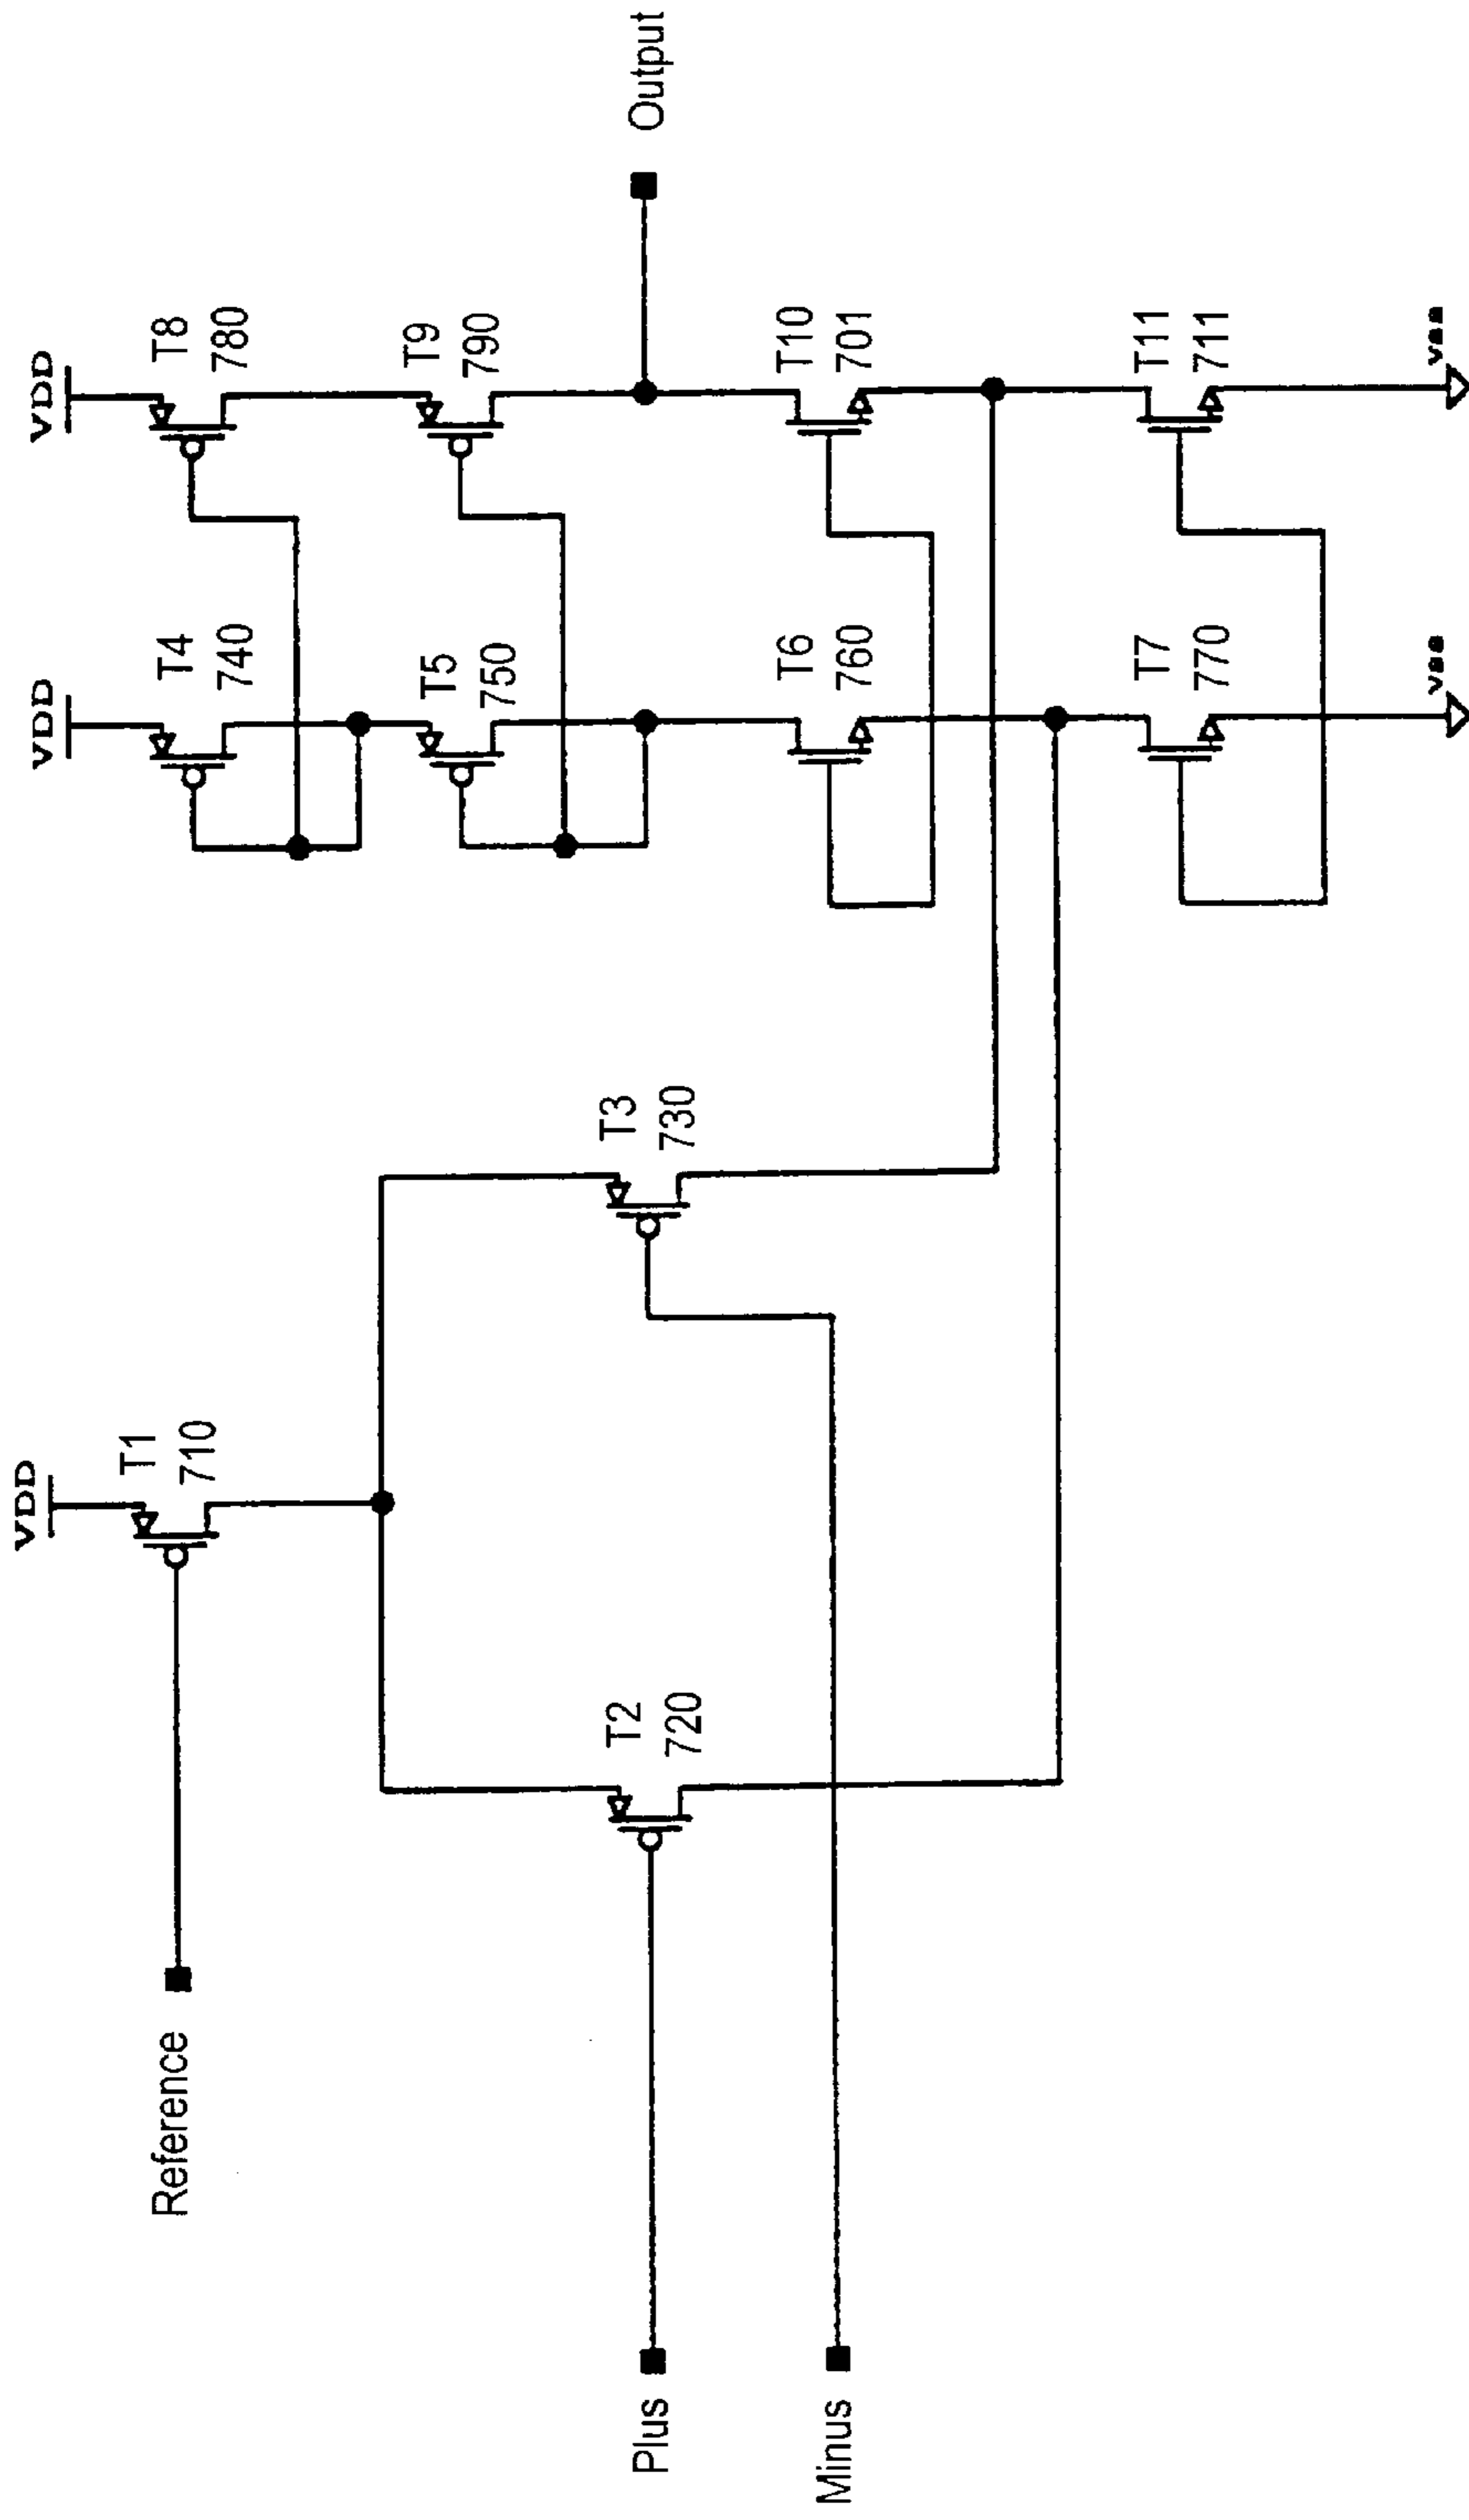 Reference
VDD
T1
710
Plus
Minus
T2
720
T3
730
VDD
T4
740
T5
750
T6
760
T7
770
vss
VDD
T8
780
T9
790
Output
T10
701
T11
711
vss